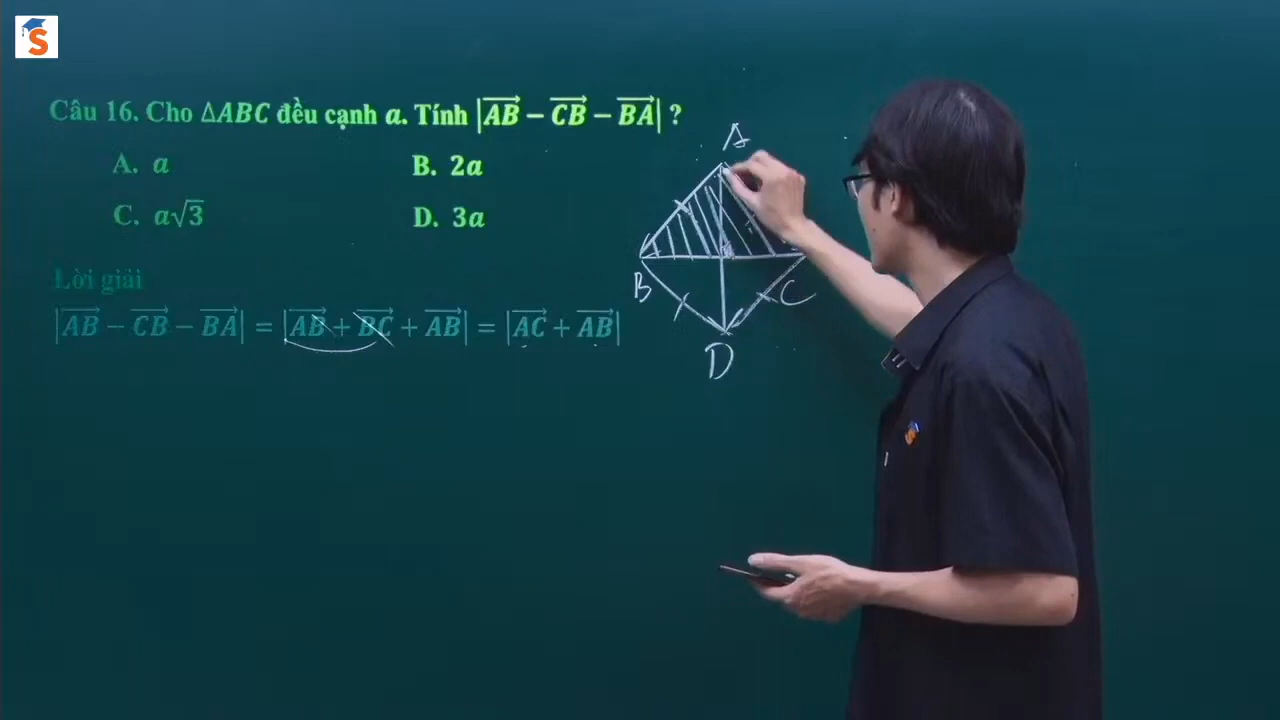 S
Câu 16. Cho ΔABC đều cạnh a. Tính |\overrightarrow{AB} − \overrightarrow{CB} − \overrightarrow{BA}| ?
A. a B. 2a
C. a√3 D. 3a
Lời giải
|\overrightarrow{AB} − \overrightarrow{CB} − \overrightarrow{BA}| = |\overrightarrow{AB} + \overrightarrow{BC} + \overrightarrow{AB}| = |\overrightarrow{AC} + \overrightarrow{AB}|
A
B
C
D